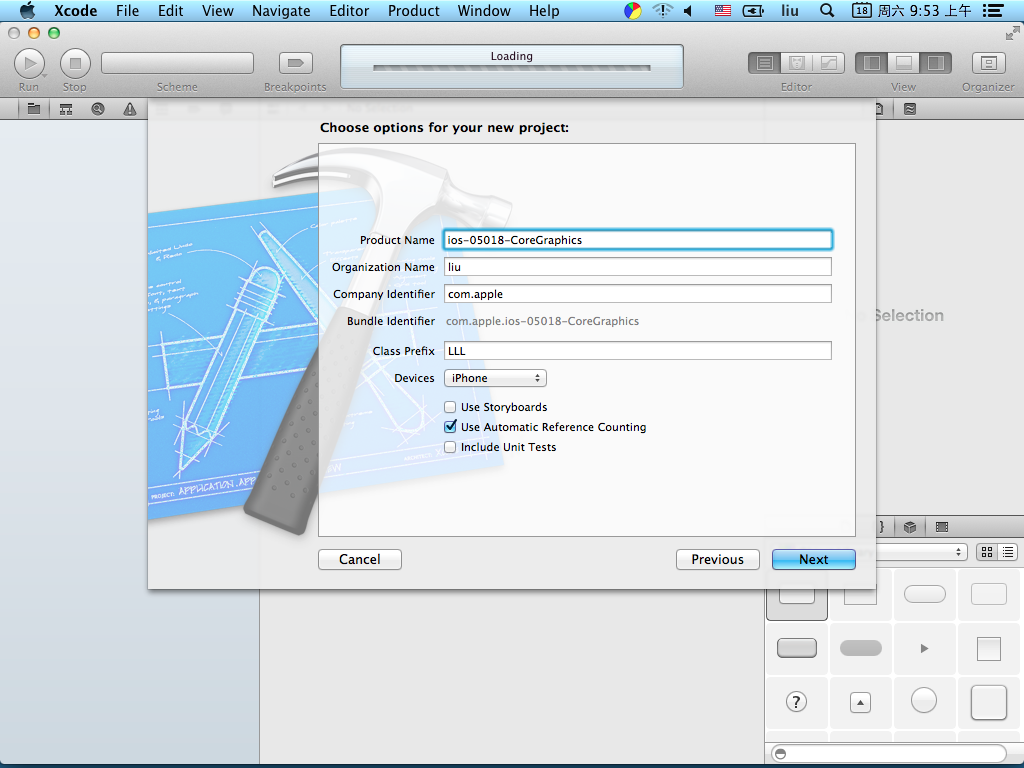 Xcode File Edit View Navigate Editor Product Window Help liu 18 周六 9:53 上午
Loading
Run Stop Scheme Breakpoints Editor View Organizer
Choose options for your new project:
Product Name ios-05018-CoreGraphics
Organization Name liu
Company Identifier com.apple
Bundle Identifier com.apple.ios-05018-CoreGraphics
Selection
Class Prefix LLL
Devices iPhone
Use Storyboards
Use Automatic Reference Counting
Include Unit Tests
PROJECT: APPLICATION.APP
}
Cancel Previous Next
?